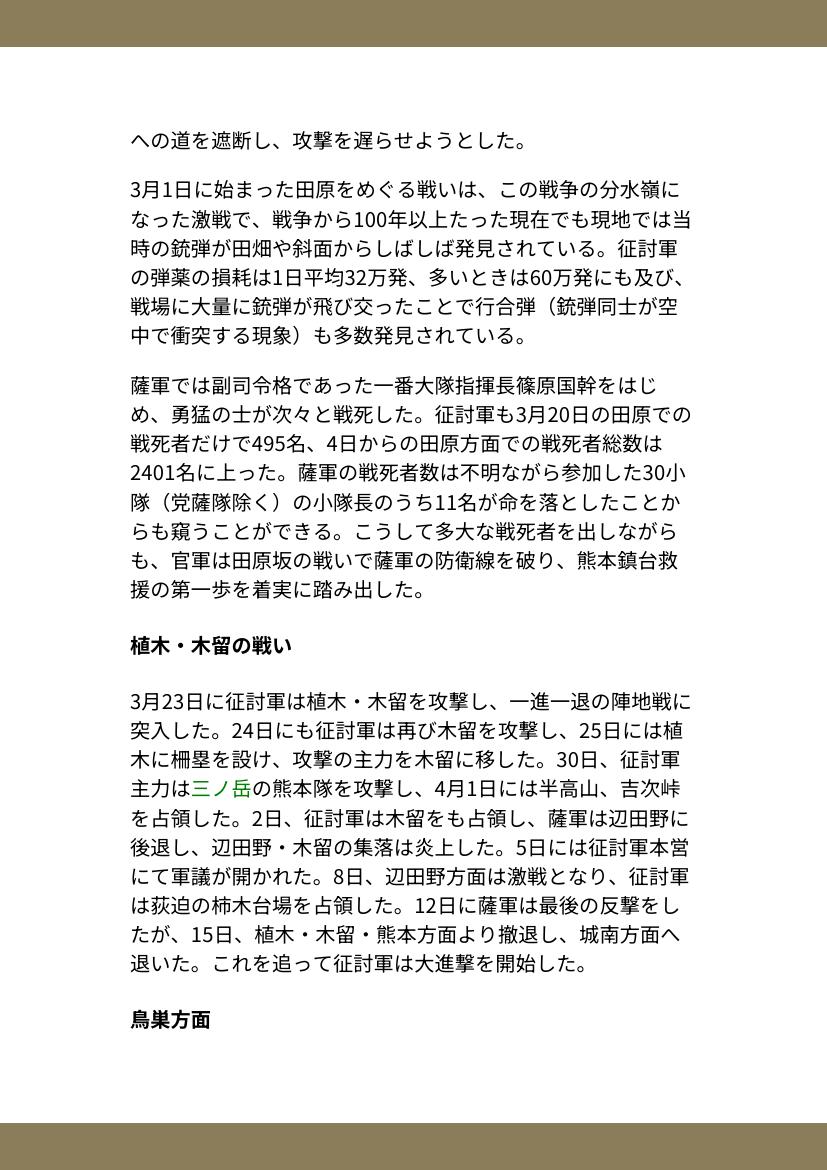 への道を遮断し、攻撃を遅らせようとした。
3月1日に始まった田原をめぐる戦いは、この戦争の分水嶺に
なった激戦で、戦争から100年以上たった現在でも現地では当
時の銃弾が田畑や斜面からしばしば発見されている。征討軍
の弾薬の損耗は1日平均32万発、多いときは60万発にも及び、
戦場に大量に銃弾が飛び交ったことで行合弾（銃弾同士が空
中で衝突する現象）も多数発見されている。
薩軍では副司令格であった一番大隊指揮長篠原国幹をはじ
め、勇猛の士が次々と戦死した。征討軍も3月20日の田原での
戦死者だけで495名、4日からの田原方面での戦死者総数は
2401名に上った。薩軍の戦死者数は不明ながら参加した30小
隊（党薩隊除く）の小隊長のうち11名が命を落としたことか
らも窺うことができる。こうして多大な戦死者を出しながら
も、官軍は田原坂の戦いで薩軍の防衛線を破り、熊本鎮台救
援の第一歩を着実に踏み出した。
植木・木留の戦い
3月23日に征討軍は植木・木留を攻撃し、一進一退の陣地戦に
突入した。24日にも征討軍は再び木留を攻撃し、25日には植
木に柵塁を設け、攻撃の主力を木留に移した。30日、征討軍
主力は三ノ岳の熊本隊を攻撃し、4月1日には半高山、吉次峠
を占領した。2日、征討軍は木留をも占領し、薩軍は辺田野に
後退し、辺田野・木留の集落は炎上した。5日には征討軍本営
にて軍議が開かれた。8日、辺田野方面は激戦となり、征討軍
は荻迫の柿木台場を占領した。12日に薩軍は最後の反撃をし
たが、15日、植木・木留・熊本方面より撤退し、城南方面へ
退いた。これを追って征討軍は大進撃を開始した。
鳥巣方面